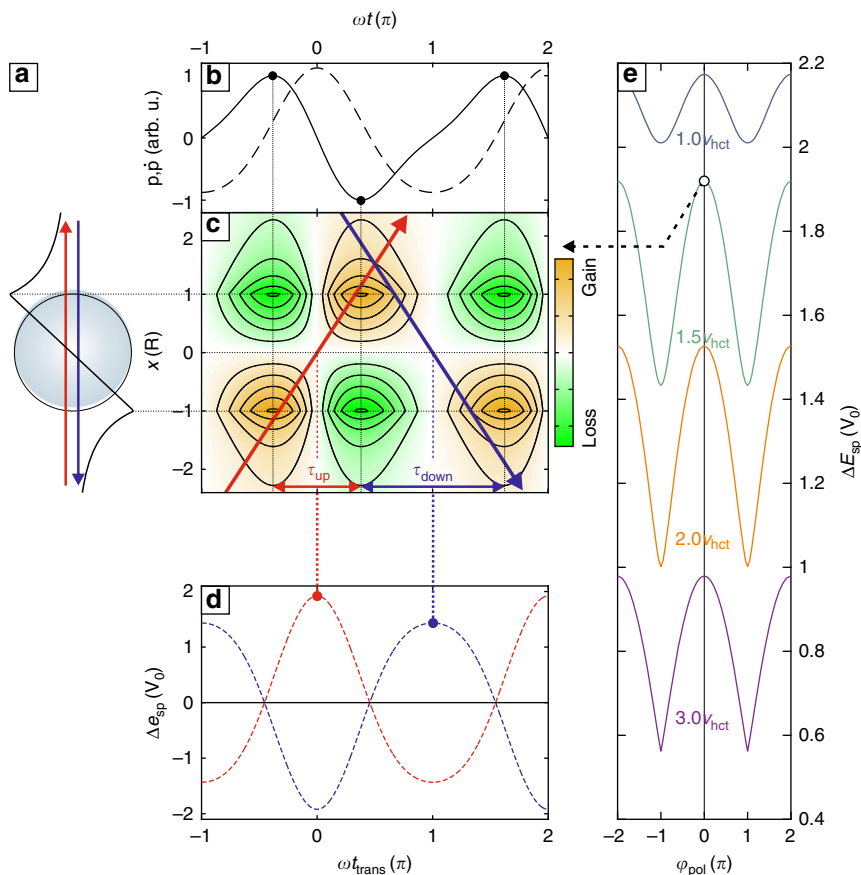 ωt (π)
−1 0 1 2
a
b
p,ṗ (arb. u.)
1
0
−1
c
x (R)
2
1
0
−1
−2
τup
τdown
Gain
Loss
d
Δesp (V0)
2
1
0
−1
−2
−1 0 1 2
ωttrans (π)
e
2.2
2
1.8
1.6
1.4
1.2
1
0.8
0.6
0.4
ΔEsp (V0)
1.0vhct
1.5vhct
2.0vhct
3.0vhct
−2 −1 0 1 2
φpol (π)